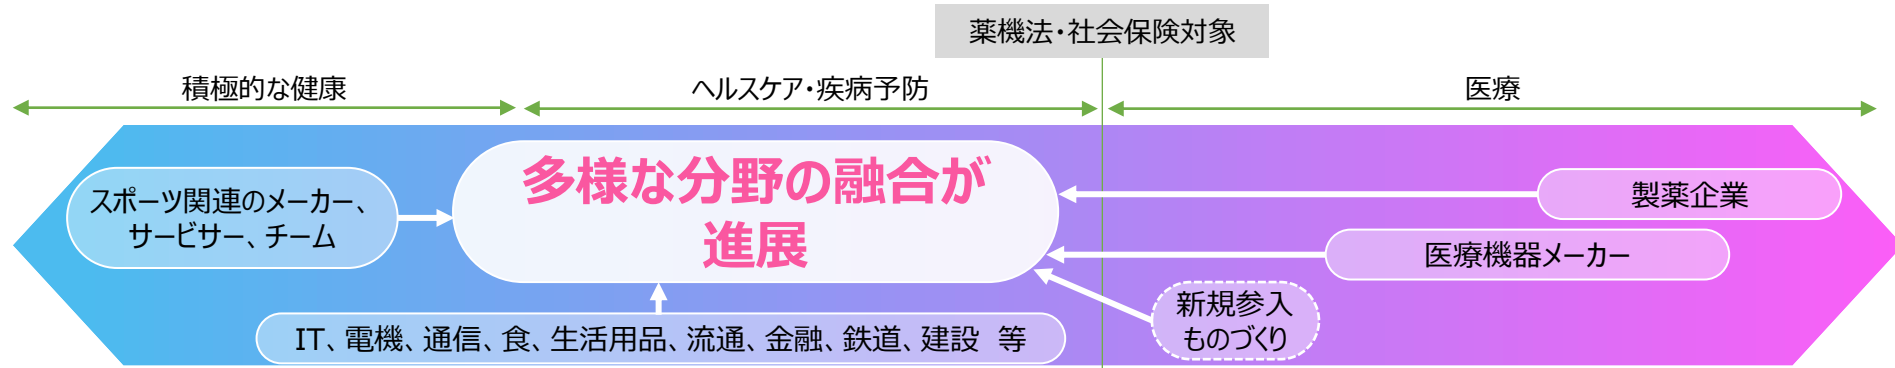 薬機法・社会保険対象
積極的な健康
ヘルスケア・疾病予防
医療
多様な分野の融合が
進展
スポーツ関連のメーカー、
サービサー、チーム
製薬企業
医療機器メーカー
新規参入
ものづくり
IT、電機、通信、食、生活用品、流通、金融、鉄道、建設　等